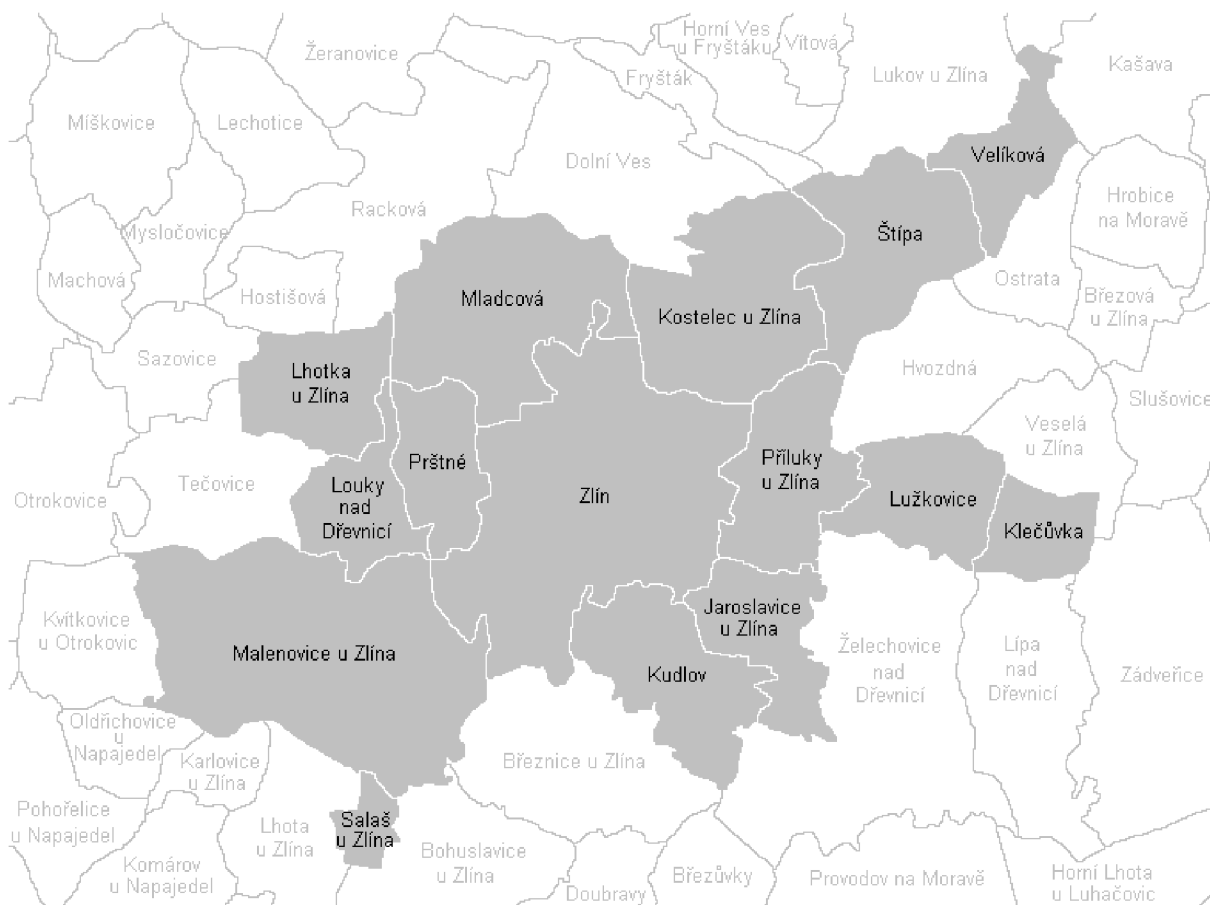 Horní Ves
u Fryštáku
Vítová
Žeranovice
Kašava
Fryšták
Lukov u Zlína
Míškovice
Lechotice
Dolní Ves
Velíková
Hrobice
na Moravě
Racková
Mysločovice
Štípa
Machová
Hostišová
Mladcová
Ostrata
Březová
u Zlína
Kostelec u Zlína
Sazovice
Lhotka
u Zlína
Hvozdná
Slušovice
Veselá
u Zlína
Prštné
Příluky
u Zlína
Tečovice
Louky
nad
Dřevnicí
Zlín
Otrokovice
Lužkovice
Klečůvka
Jaroslavice
u Zlína
Kvítkovice
u Otrokovic
Malenovice u Zlína
Kudlov
Želechovice
nad
Dřevnicí
Lípa
nad
Dřevnicí
Zádveřice
Oldřichovice
u
Napajedel
Karlovice
u Zlína
Březnice u Zlína
Pohořelice
u Napajedel
Salaš
u Zlína
Lhota
u Zlína
Komárov
u Napajedel
Bohuslavice
u Zlína
Doubravy
Březůvky
Provodov na Moravě
Horní Lhota
u Luhačovic